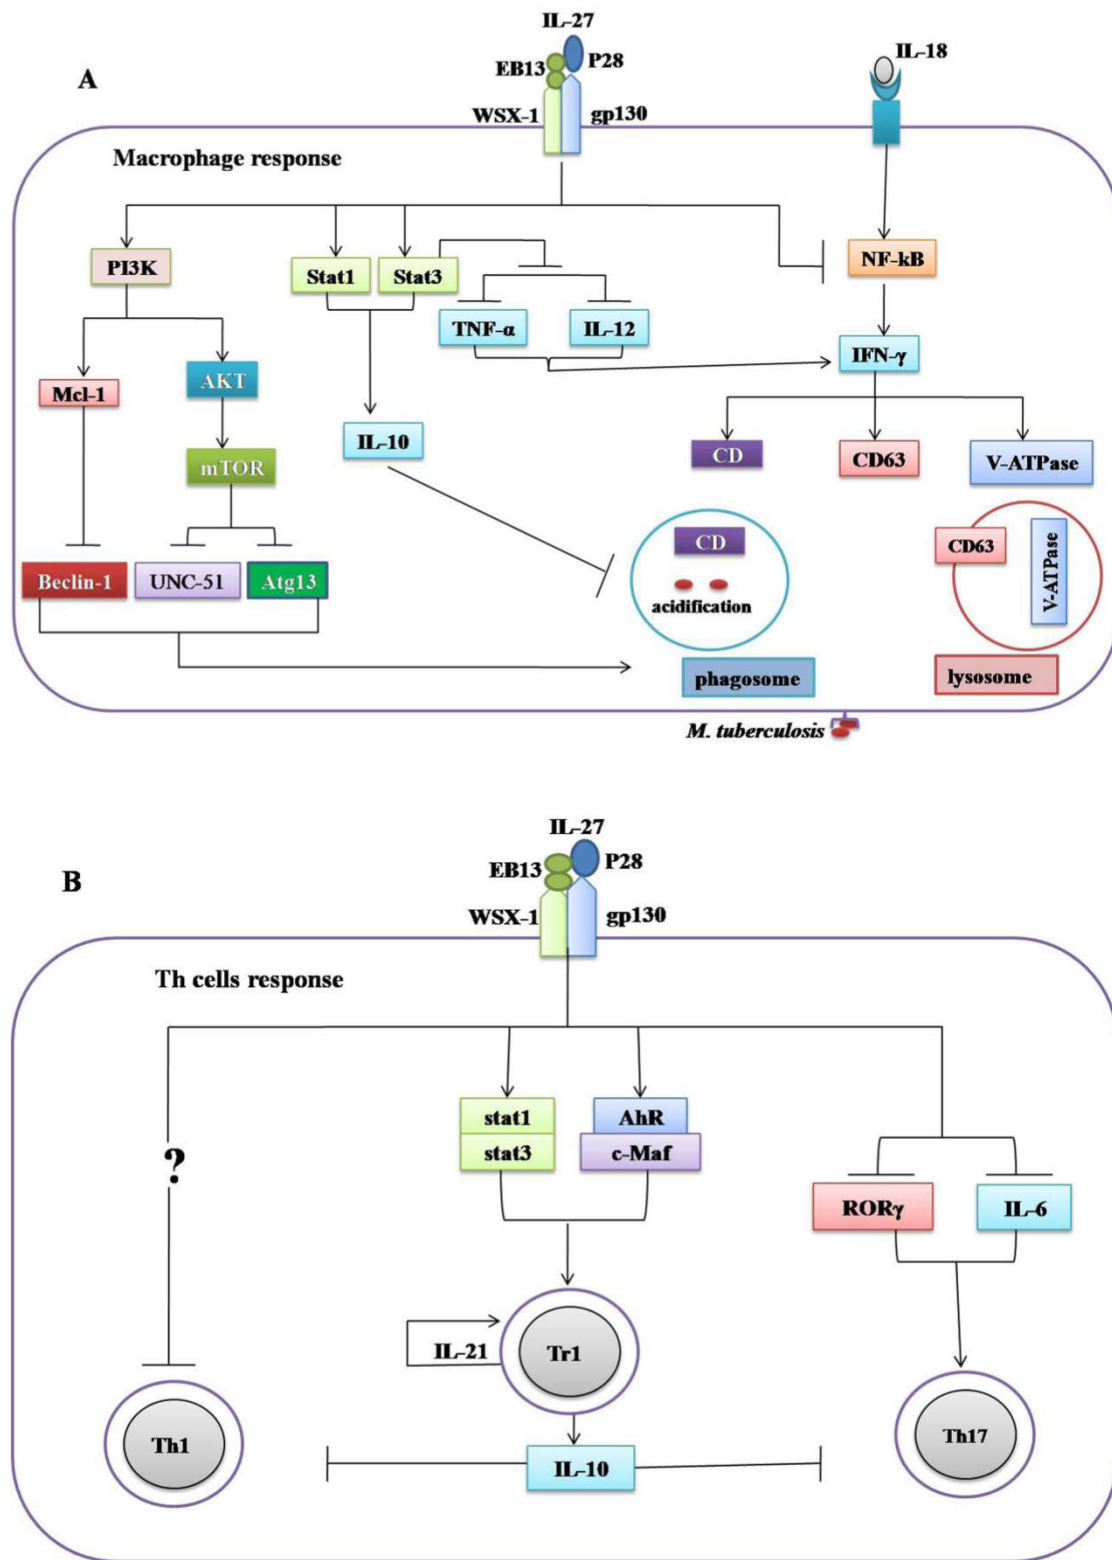 IL-27
A
EB13
P28
IL-18
WSX-1
gp130
Macrophage response
PI3K
Stat1
Stat3
NF-kB
TNF-α
IL-12
IFN-γ
Mcl-1
AKT
IL-10
CD
CD63
V-ATPase
mTOR
CD
CD63
V-ATPase
Beclin-1
UNC-51
Atg13
acidification
phagosome
lysosome
M. tuberculosis
IL-27
B
EB13
P28
WSX-1
gp130
Th cells response
stat1
AhR
stat3
c-Maf
?
RORγ
IL-6
IL-21
Tr1
Th1
Th17
IL-10